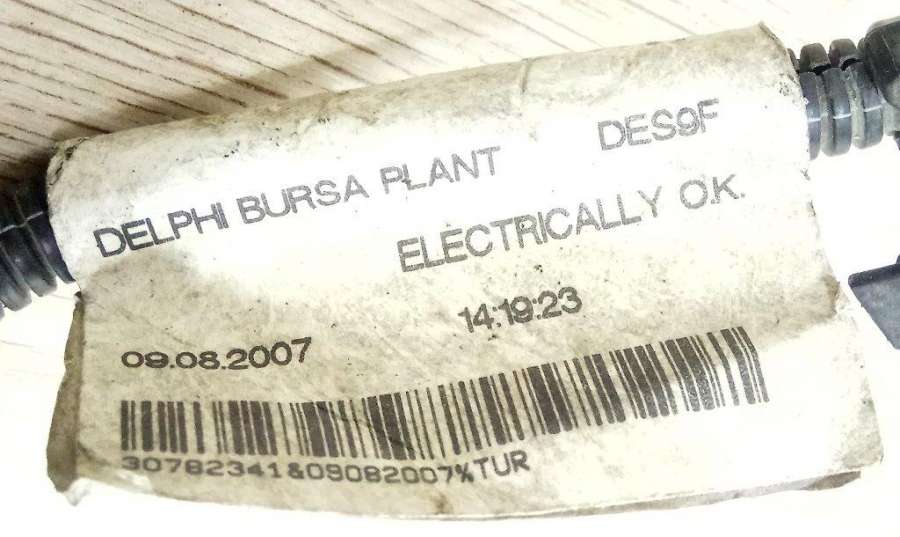 DELPHI BURSA PLANT DES9F
ELECTRICALLY O.K.
09.08.2007 14:19:23
30782341&09082007%TUR